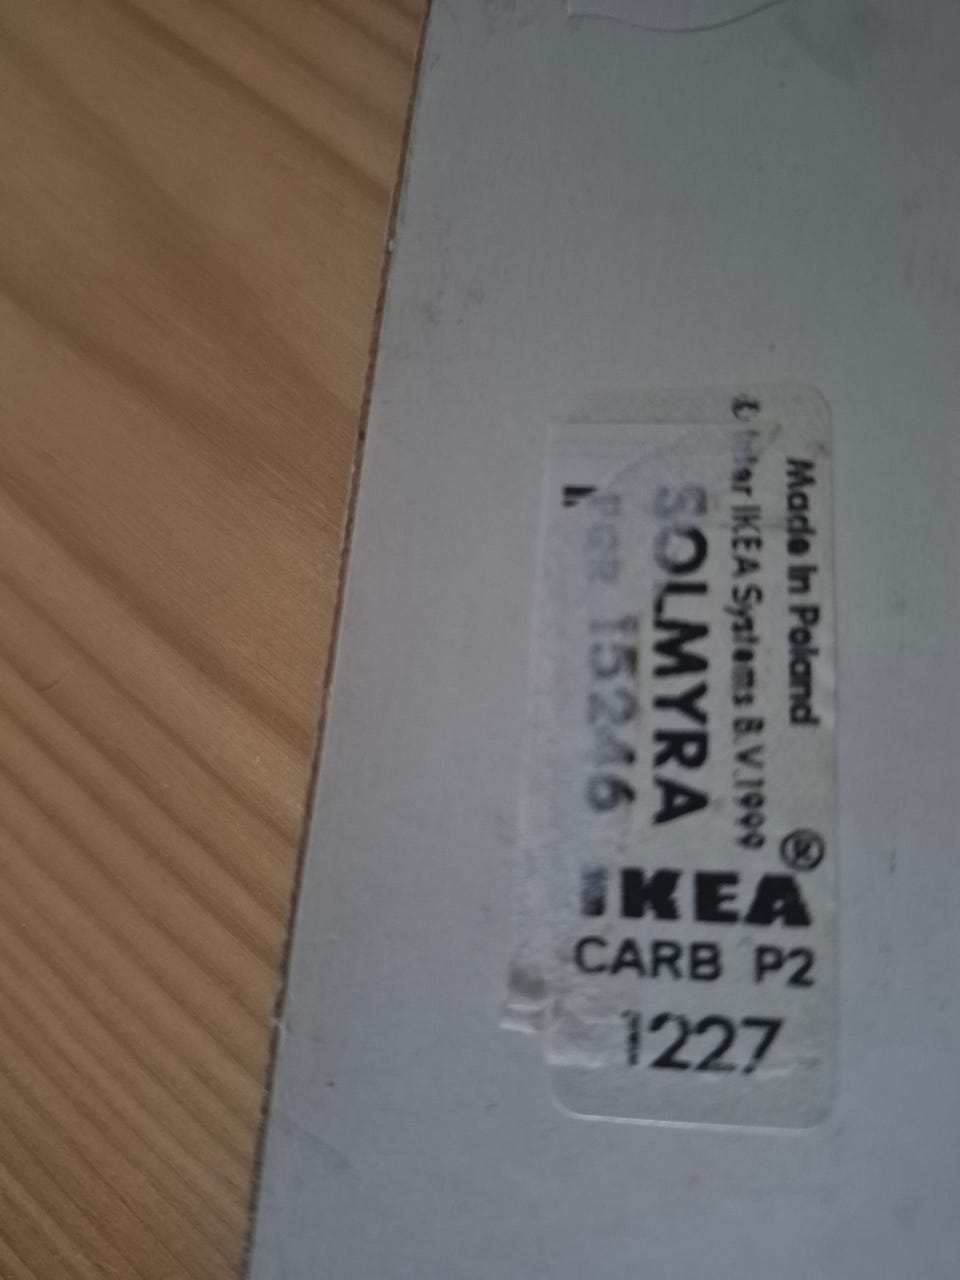 Made in Poland
Inter IKEA Systems B.V. 1999
SOLMYRA
15246
IKEA
CARB P2
1227